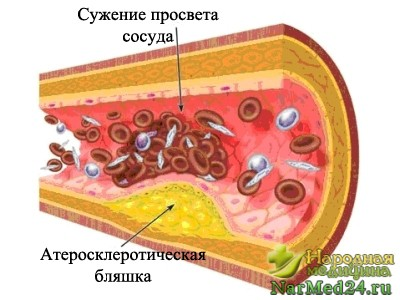 Сужение просвета
сосуда
Атеросклеротическая
бляшка
Народная
медицина
NarMed24.ru